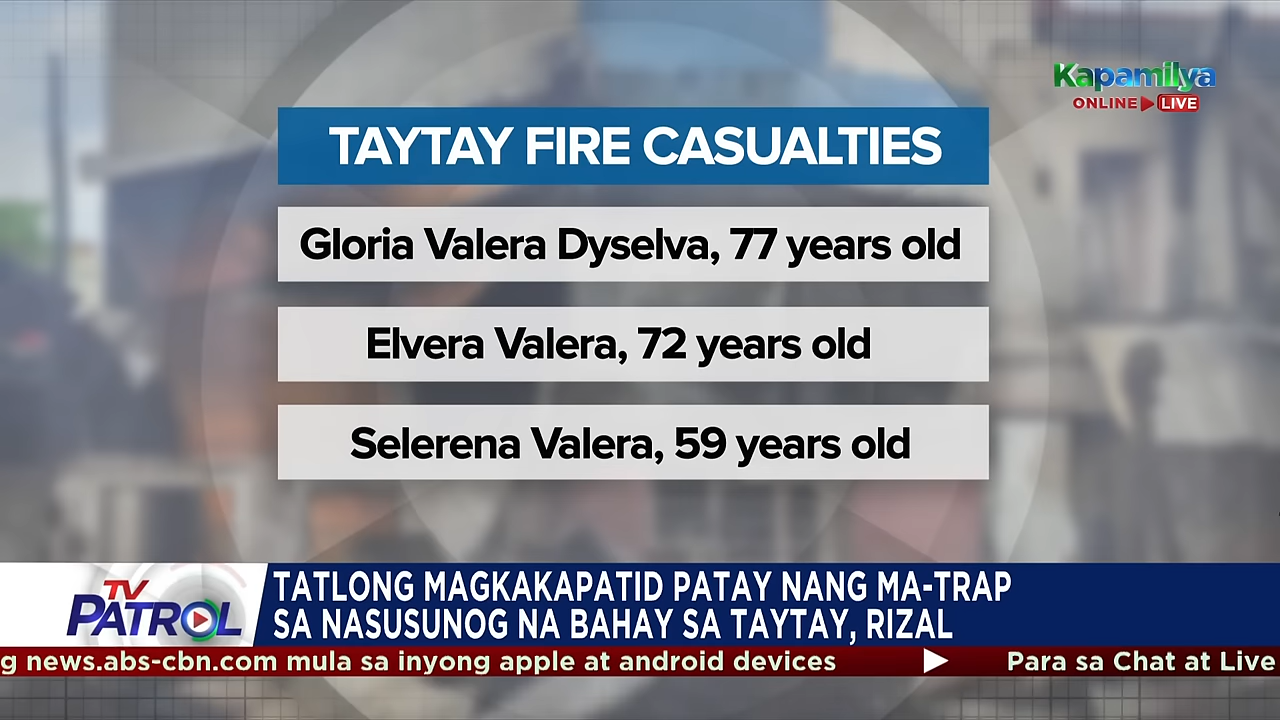 Kapamilya
ONLINE LIVE
TAYTAY FIRE CASUALTIES
Gloria Valera Dyselva, 77 years old
Elvera Valera, 72 years old
Selerena Valera, 59 years old
TV PATROL
TATLONG MAGKAKAPATID PATAY NANG MA-TRAP
SA NASUSUNOG NA BAHAY SA TAYTAY, RIZAL
g news.abs-cbn.com mula sa inyong apple at android devices Para sa Chat at Live